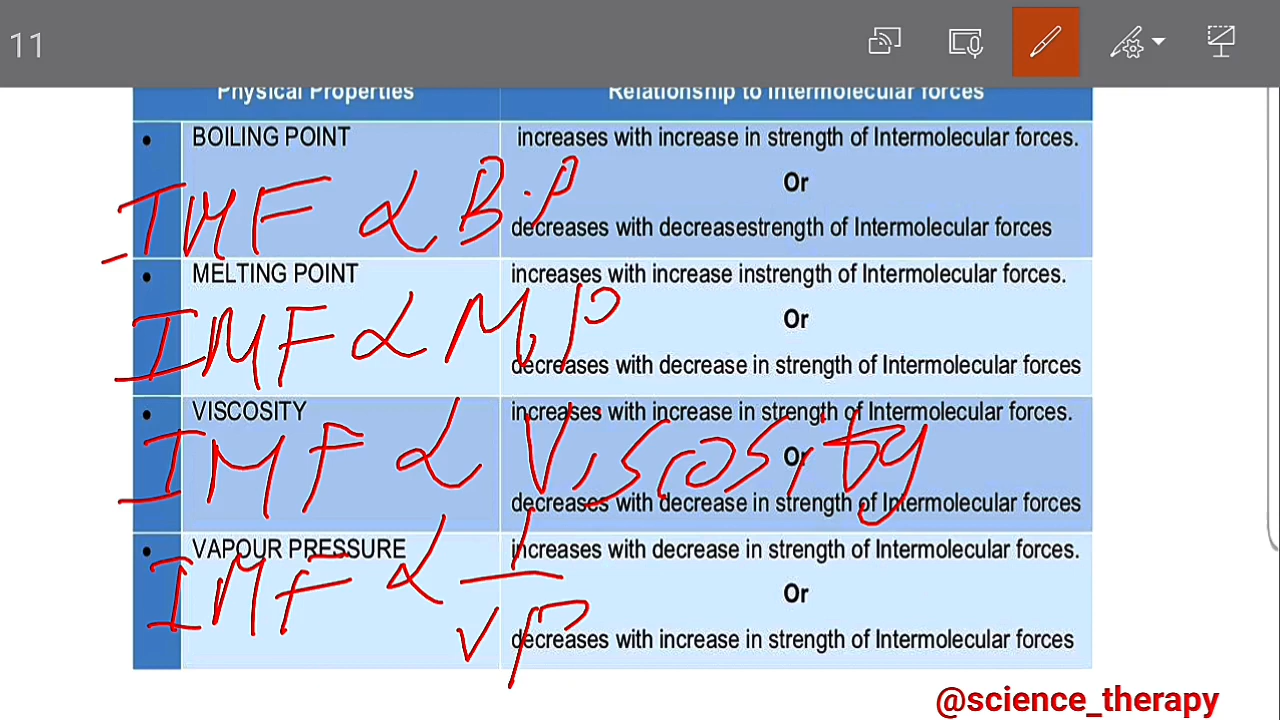 11
Physical Properties Relationship to Intermolecular forces
• BOILING POINT increases with increase in strength of Intermolecular forces.
Or
IMF ∝ B.P
decreases with decreasestrength of Intermolecular forces
• MELTING POINT increases with increase instrength of Intermolecular forces.
Or
IMF ∝ M.P
decreases with decrease in strength of Intermolecular forces
• VISCOSITY increases with increase in strength of Intermolecular forces.
Or
IMF ∝ Viscosity
decreases with decrease in strength of Intermolecular forces
• VAPOUR PRESSURE increases with decrease in strength of Intermolecular forces.
Or
IMF ∝ 1/VP
decreases with increase in strength of Intermolecular forces
@science_therapy